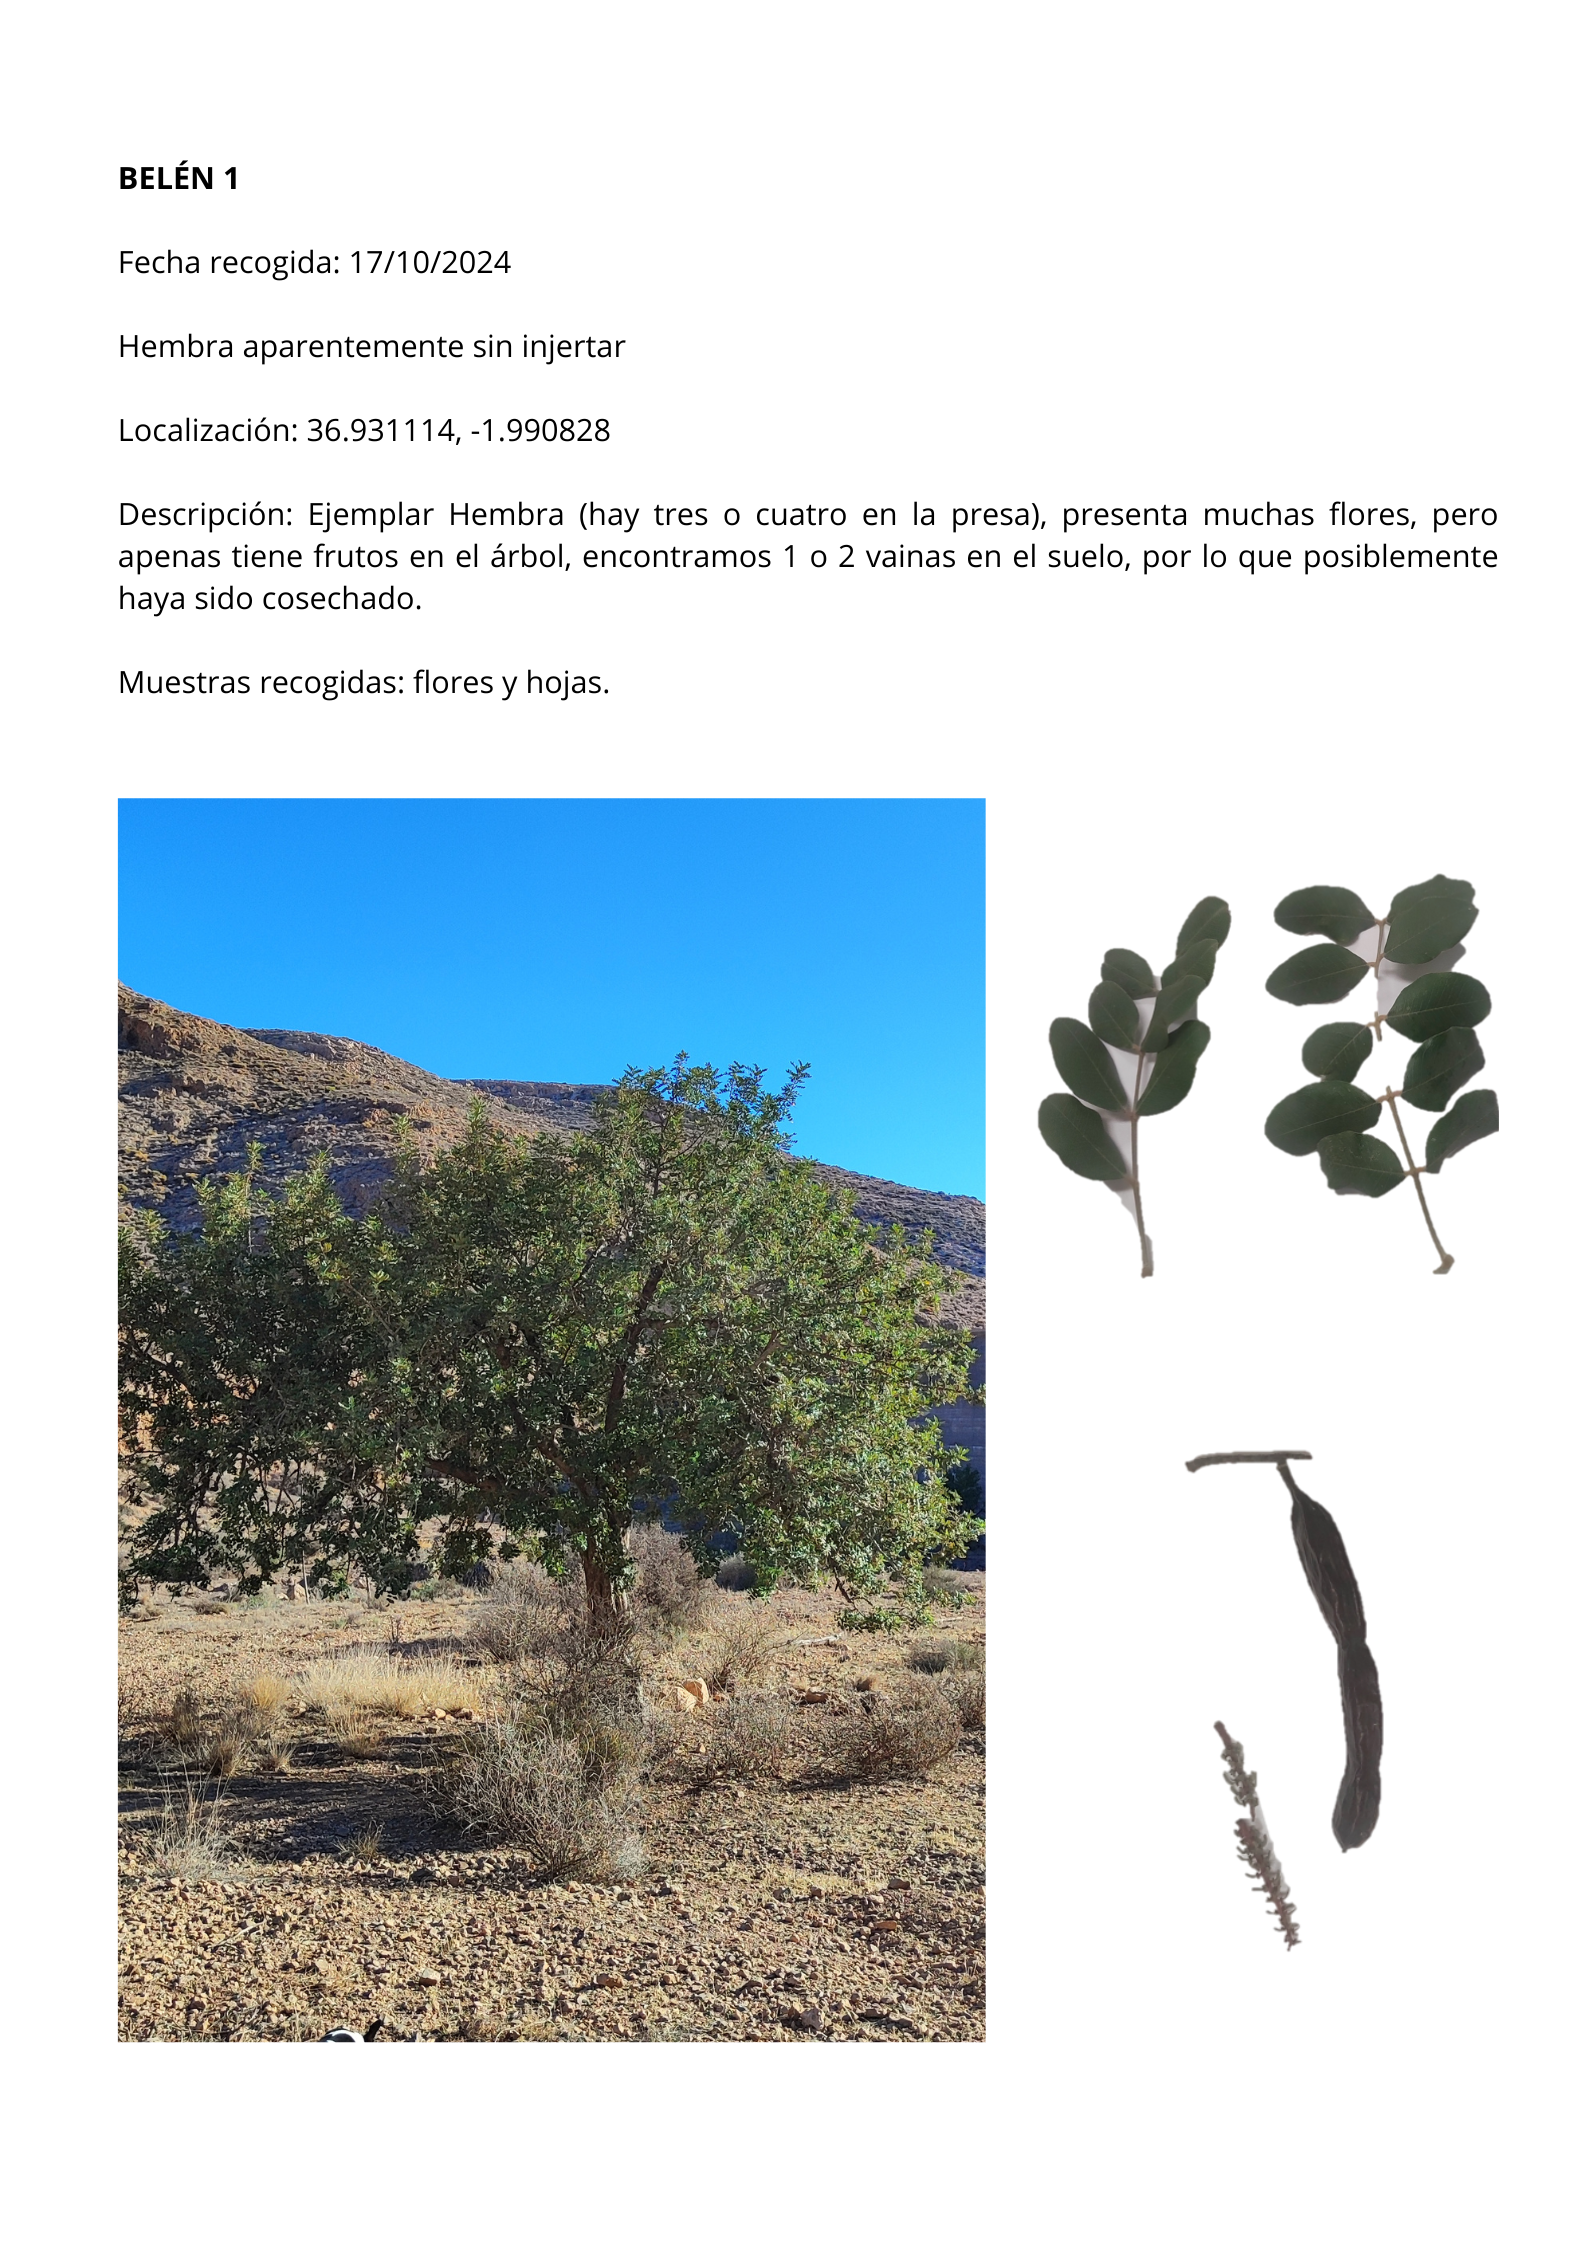 BELÉN 1
Fecha recogida: 17/10/2024
Hembra aparentemente sin injertar
Localización: 36.931114, -1.990828
Descripción: Ejemplar Hembra (hay tres o cuatro en la presa), presenta muchas flores, pero
apenas tiene frutos en el árbol, encontramos 1 o 2 vainas en el suelo, por lo que posiblemente
haya sido cosechado.
Muestras recogidas: flores y hojas.